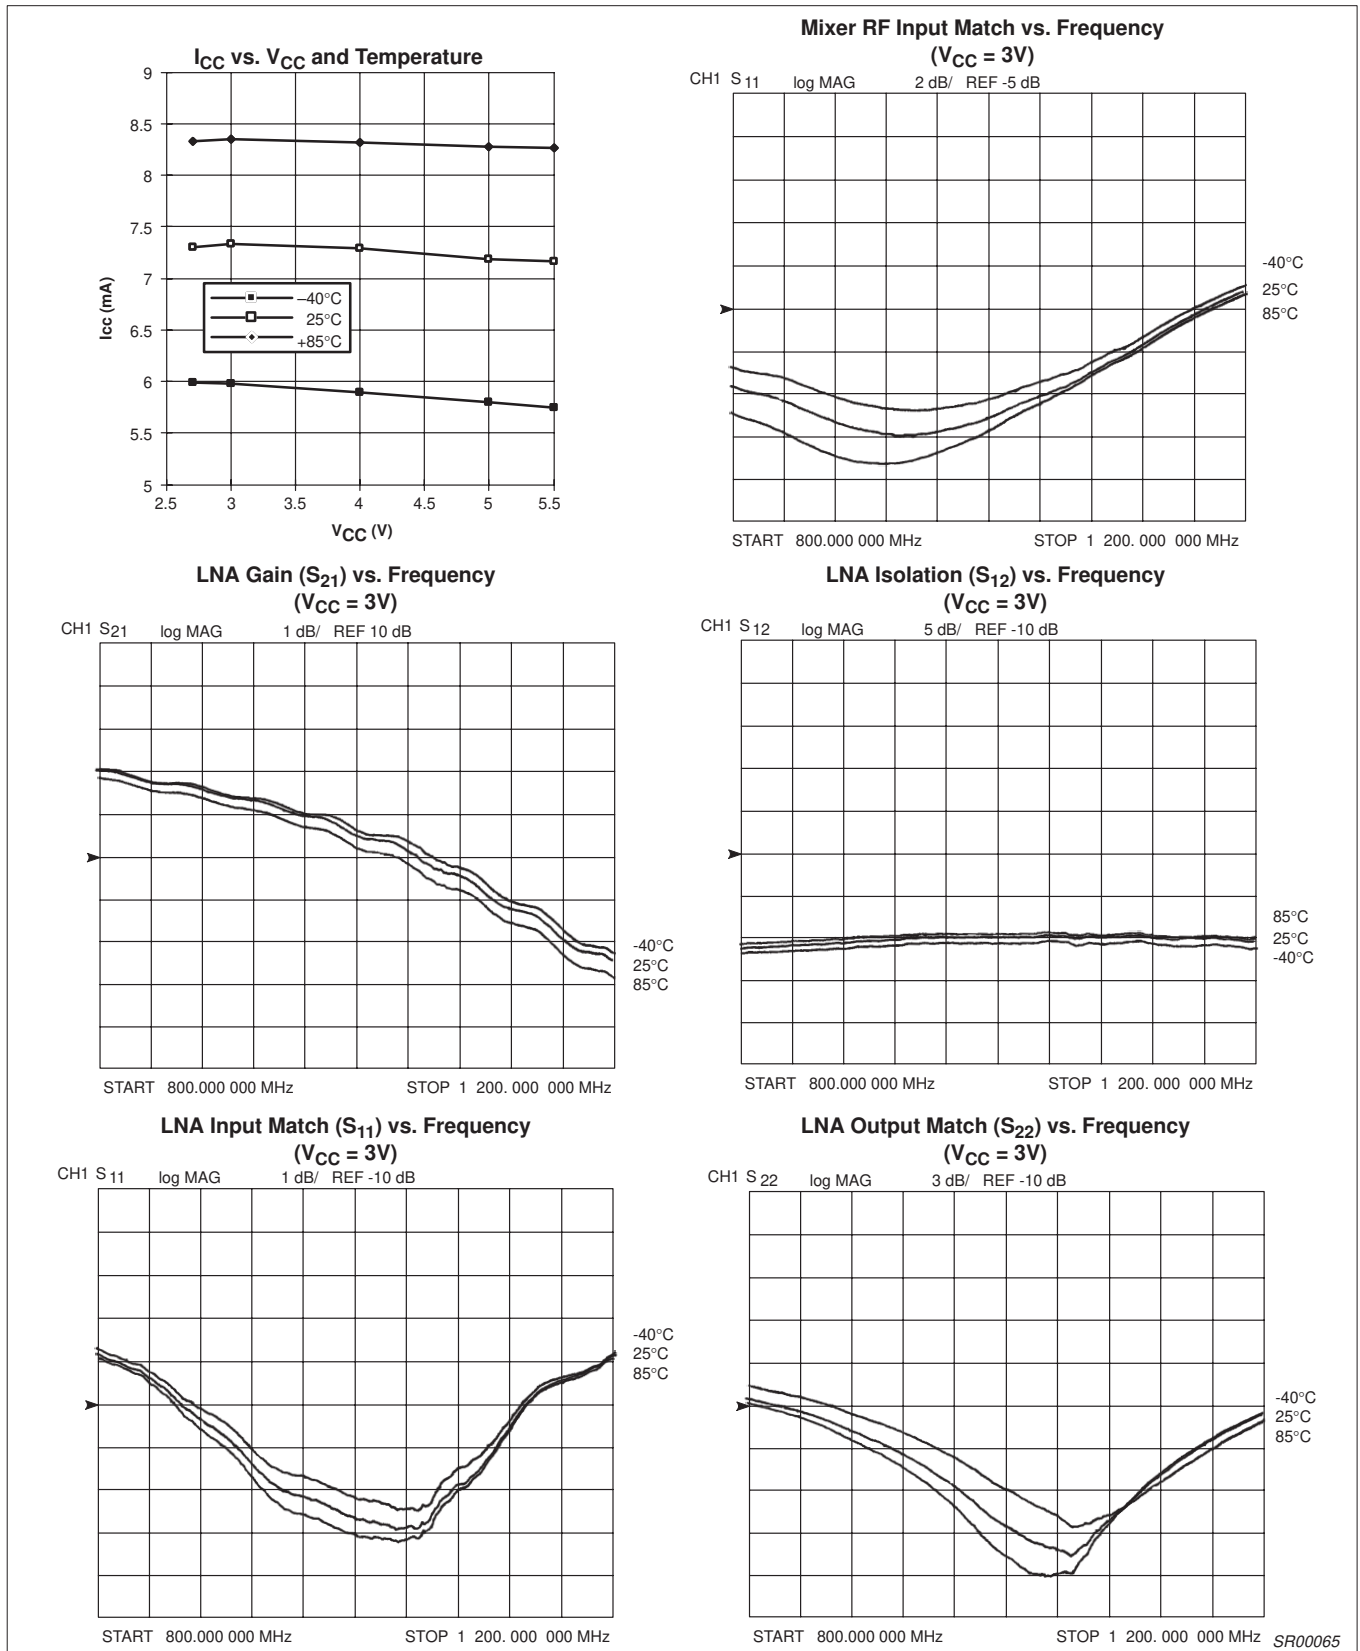 ICC vs. VCC and Temperature
9
8.5
8
7.5
7
6.5
6
5.5
5
Icc (mA)
–40°C
25°C
+85°C
2.5 3 3.5 4 4.5 5 5.5
VCC (V)
Mixer RF Input Match vs. Frequency
(VCC = 3V)
CH1 S 11 log MAG 2 dB/ REF -5 dB
-40°C
25°C
85°C
START 800.000 000 MHz STOP 1 200. 000 000 MHz
LNA Gain (S21) vs. Frequency
(VCC = 3V)
CH1 S21 log MAG 1 dB/ REF 10 dB
-40°C
25°C
85°C
START 800.000 000 MHz STOP 1 200. 000 000 MHz
LNA Isolation (S12) vs. Frequency
(VCC = 3V)
CH1 S 12 log MAG 5 dB/ REF -10 dB
85°C
25°C
-40°C
START 800.000 000 MHz STOP 1 200. 000 000 MHz
LNA Input Match (S11) vs. Frequency
(VCC = 3V)
CH1 S 11 log MAG 1 dB/ REF -10 dB
-40°C
25°C
85°C
START 800.000 000 MHz STOP 1 200. 000 000 MHz
LNA Output Match (S22) vs. Frequency
(VCC = 3V)
CH1 S 22 log MAG 3 dB/ REF -10 dB
-40°C
25°C
85°C
START 800.000 000 MHz STOP 1 200. 000 000 MHz
SR00065